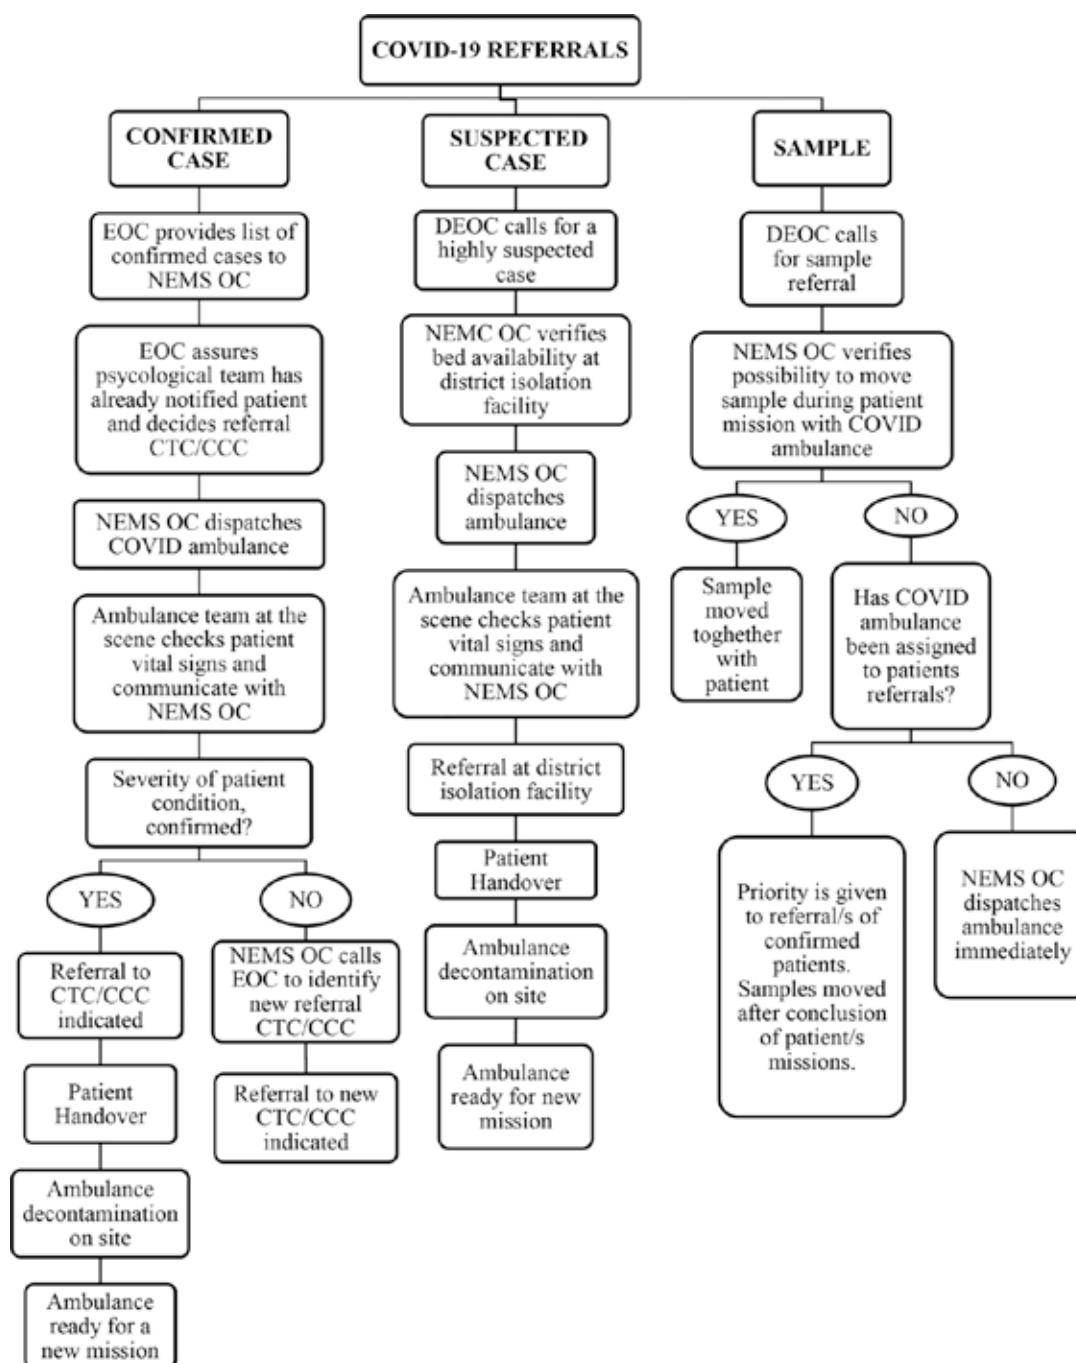 COVID-19 REFERRALS
CONFIRMED
CASE
EOC provides list of
confirmed cases to
NEMS OC
EOC assures
psycological team has
already notified patient
and decides referral
CTC/CCC
NEMS OC dispatches
COVID ambulance
Ambulance team at the
scene checks patient
vital signs and
communicate with
NEMS OC
Severity of patient
condition,
confirmed?
YES
Referral to
CTC/CCC
indicated
Patient
Handover
Ambulance
decontamination
on site
Ambulance
ready for a
new mission
NO
NEMS OC calls
EOC to identify
new referral
CTC/CCC
Referral to new
CTC/CCC
indicated
SUSPECTED
CASE
DEOC calls for a
highly suspected
case
NEMC OC verifies
bed availability at
district isolation
facility
NEMS OC
dispatches
ambulance
Ambulance team at the
scene checks patient
vital signs and
communicate with
NEMS OC
Referral at district
isolation facility
Patient
Handover
Ambulance
decontamination
on site
Ambulance
ready for new
mission
SAMPLE
DEOC calls
for sample
referral
NEMS OC verifies
possibility to move
sample during patient
mission with COVID
ambulance
YES
Sample
moved
toghether
with
patient
NO
Has COVID
ambulance
been assigned
to patients
referrals?
YES
Priority is given
to referral/s of
confirmed
patients.
Samples moved
after conclusion
of patient/s
missions.
NO
NEMS OC
dispatches
ambulance
immediately